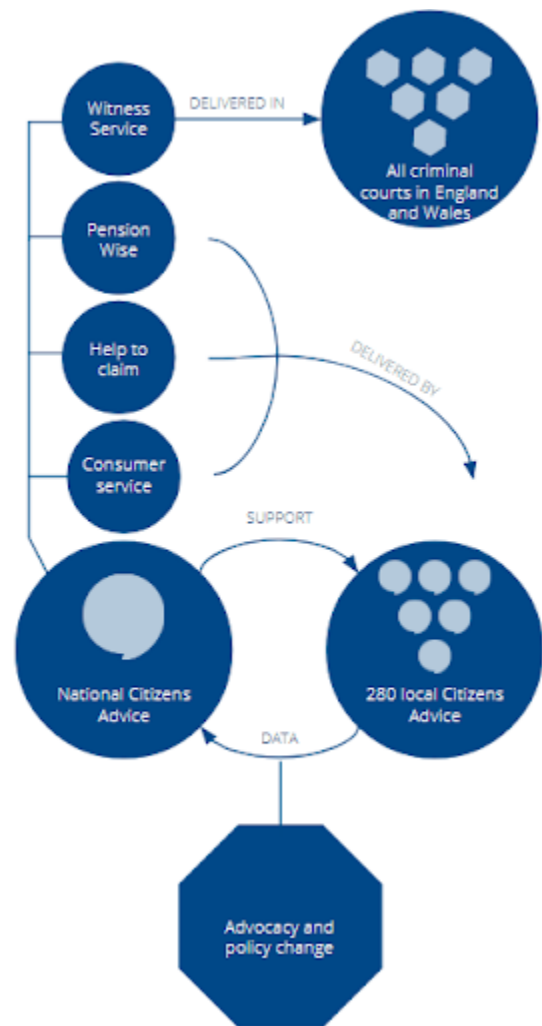 Witness
Service
DELIVERED IN
All criminal
courts in England
and Wales
Pension
Wise
Help to
claim
DELIVERED BY
Consumer
service
SUPPORT
National Citizens
Advice
280 local Citizens
Advice
DATA
Advocacy and
policy change